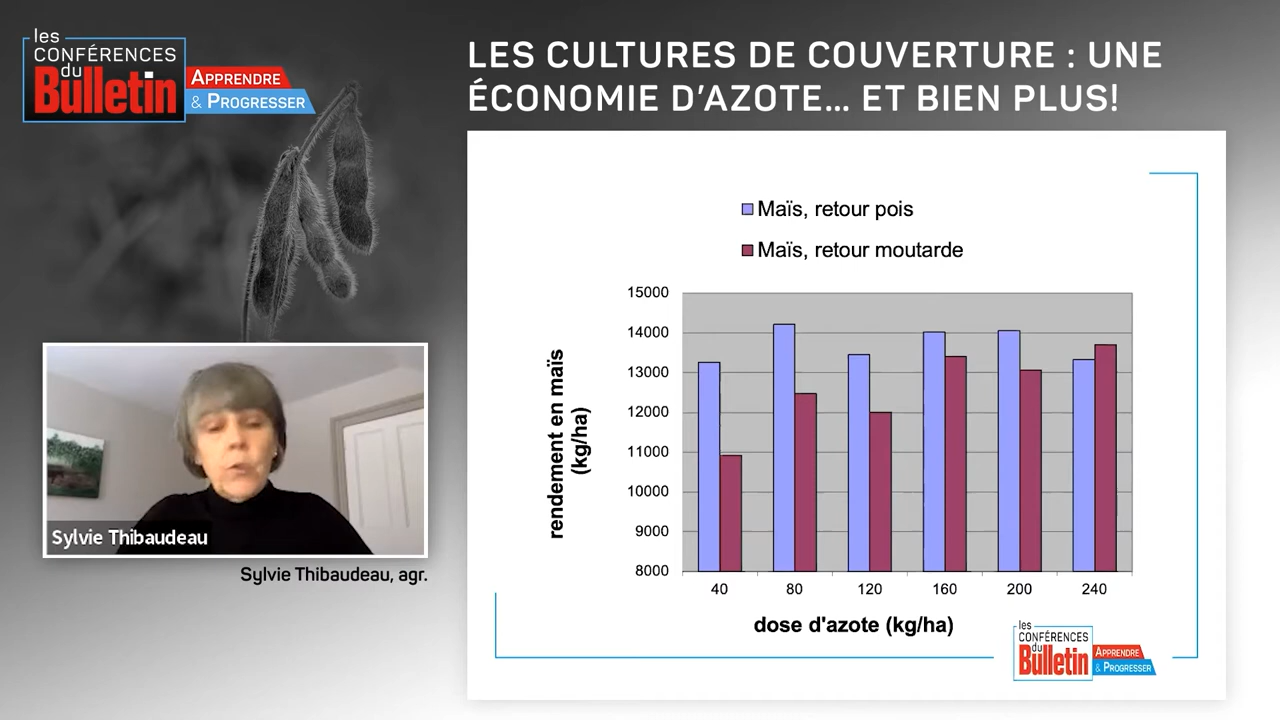 les
CONFÉRENCES
du
Bulletin
APPRENDRE
& PROGRESSER
LES CULTURES DE COUVERTURE : UNE
ÉCONOMIE D'AZOTE... ET BIEN PLUS!
Maïs, retour pois
Maïs, retour moutarde
rendement en maïs
(kg/ha)
15000
14000
13000
12000
11000
10000
9000
8000
40 80 120 160 200 240
dose d'azote (kg/ha)
Sylvie Thibaudeau
Sylvie Thibaudeau, agr.
les
CONFÉRENCES
du
Bulletin
APPRENDRE
& PROGRESSER